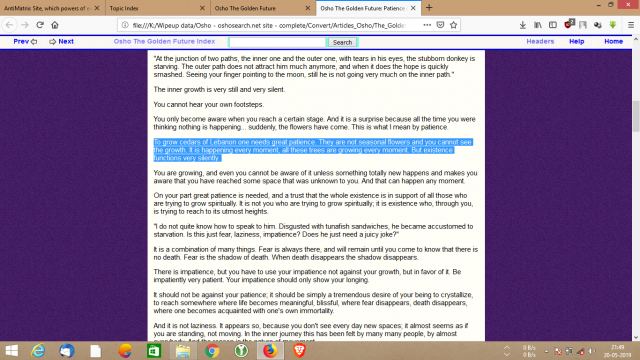 AntiMatrix: Site, which powers of e
Topic Index
Osho The Golden Future
Osho The Golden Future: Patience
file:///K:/Wipeup data/Osho - oshosearch.net site - complete/Convert/Articles_Osho/The_Golden
Search
Prev Next Osho The Golden Future Index Search Headers Help Home
"At the junction of two paths, the inner one and the outer one, with tears in his eyes, the stubborn donkey is
starving. The outer path does not attract him much anymore, and when it does the hope is quickly
smashed. Seeing your finger pointing to the moon, still he is not going very much on the inner path."
The inner growth is very still and very silent.
You cannot hear your own footsteps.
You only become aware when you reach a certain stage. And it is a surprise because all the time you were
thinking nothing is happening... suddenly, the flowers have come. This is what I mean by patience.
To grow cedars of Lebanon one needs great patience. They are not seasonal flowers and you cannot see
the growth. It is happening every moment, all these trees are growing every moment. But existence
functions very silently.
You are growing, and even you cannot be aware of it unless something totally new happens and makes you
aware that you have reached some space that was unknown to you. And that can happen any moment.
On your part great patience is needed, and a trust that the whole existence is in support of all those who
are trying to grow spiritually. It is not you who are trying to grow spiritually; it is existence who, through you,
is trying to reach to its utmost heights.
"I do not quite know how to speak to him. Disgusted with tunafish sandwiches, he became accustomed to
starvation. Is this just fear, laziness, impatience? Does he just need a juicy joke?"
It is a combination of many things. Fear is always there, and will remain until you come to know that there is
no death. Fear is the shadow of death. When death disappears the shadow disappears.
There is impatience, but you have to use your impatience not against your growth, but in favor of it. Be
impatiently very patient. Your impatience should only show your longing.
It should not be against your patience; it should be simply a tremendous desire of your being to crystallize,
to reach somewhere where life becomes meaningful, blissful, where fear disappears, death disappears,
where one becomes acquainted with one's own immortality.
And it is not laziness. It appears so, because you don't see every day new spaces; it almost seems as if
you are standing, not moving. In the inner journey this has been felt by many many people, by almost
everybody. And the reason is the nature of movement.
0 B/s
0 B/s
21:49
20-05-2020